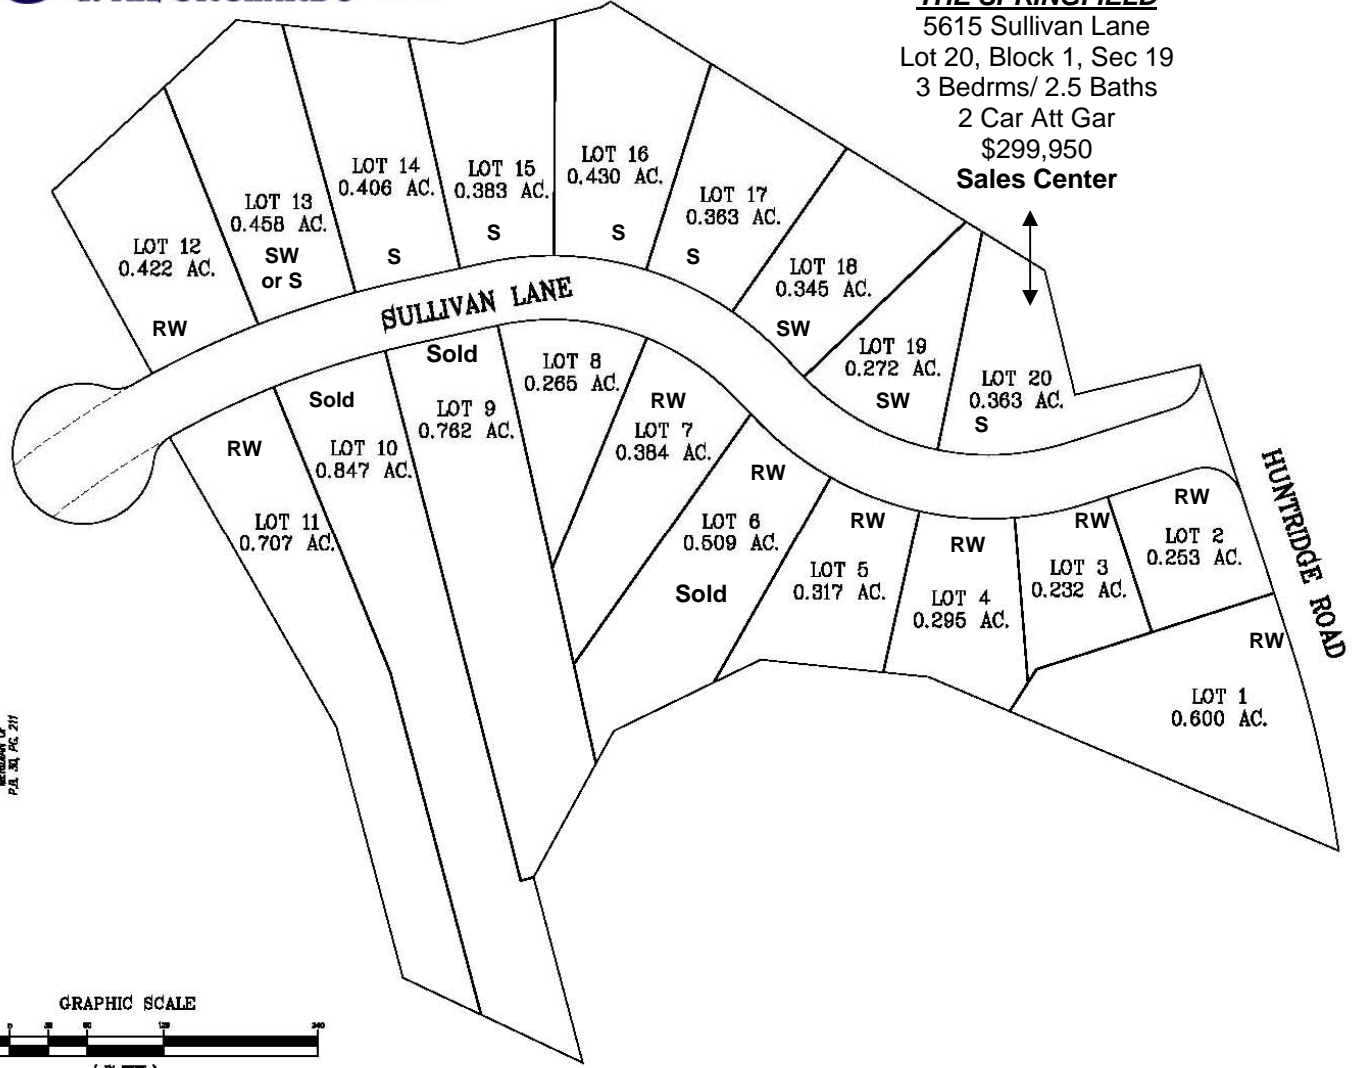 THE SPRINGFIELD
5615 Sullivan Lane
Lot 20, Block 1, Sec 19
3 Bedrms/ 2.5 Baths
2 Car Att Gar
$299,950
Sales Center
LOT 12
0.422 AC.
RW
LOT 13
0.458 AC.
SW
or S
LOT 14
0.406 AC.
S
LOT 15
0.383 AC.
S
LOT 16
0.430 AC.
S
LOT 17
0.363 AC.
S
LOT 18
0.345 AC.
SW
LOT 19
0.272 AC.
SW
LOT 20
0.363 AC.
S
SULLIVAN LANE
RW
LOT 11
0.707 AC.
Sold
LOT 10
0.847 AC.
Sold
LOT 9
0.762 AC.
LOT 8
0.265 AC.
RW
LOT 7
0.384 AC.
RW
LOT 6
0.509 AC.
Sold
RW
LOT 5
0.317 AC.
RW
LOT 4
0.295 AC.
RW
LOT 3
0.232 AC.
RW
LOT 2
0.253 AC.
RW
LOT 1
0.600 AC.
HUNTRIDGE ROAD
P.B. 30, PG. 211
GRAPHIC SCALE
0
120
240